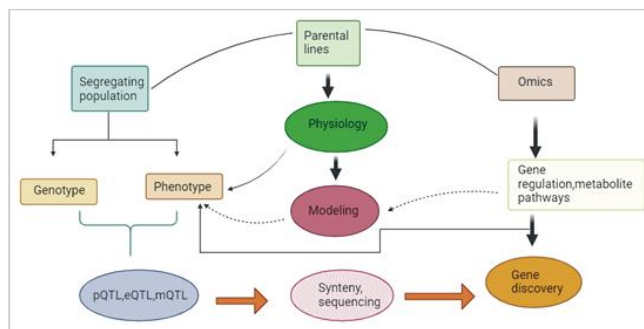 Parental
lines
Segregating
population
Omics
Physiology
Genotype
Phenotype
Gene
regulation,metabolite
pathways
Modeling
pQTL,eQTL,mQTL
Synteny,
sequencing
Gene
discovery